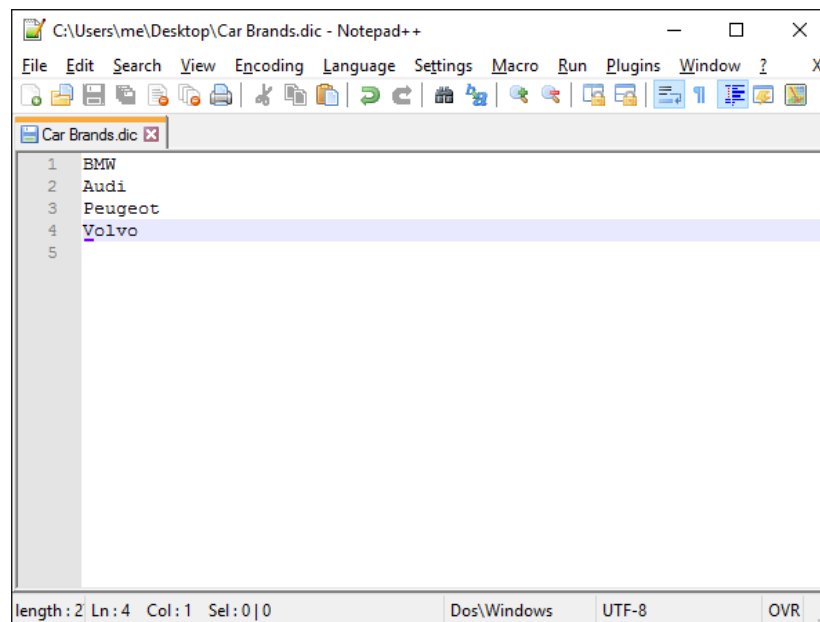 C:\Users\me\Desktop\Car Brands.dic - Notepad++
File Edit Search View Encoding Language Settings Macro Run Plugins Window ? X
Car Brands.dic
1 BMW
2 Audi
3 Peugeot
4 Volvo
5
length : 2 Ln : 4 Col : 1 Sel : 0 | 0 Dos\Windows UTF-8 OVR